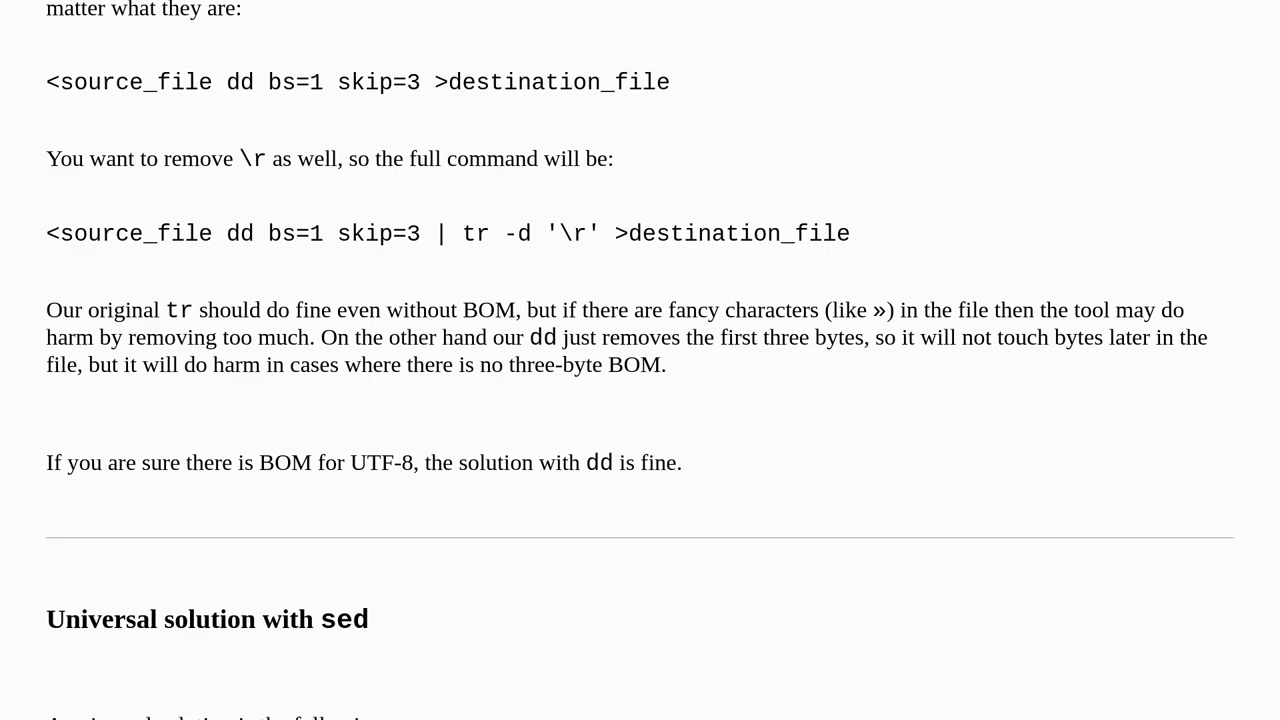 matter what they are:
<source_file dd bs=1 skip=3 >destination_file
You want to remove \r as well, so the full command will be:
<source_file dd bs=1 skip=3 | tr -d '\r' >destination_file
Our original tr should do fine even without BOM, but if there are fancy characters (like ») in the file then the tool may do
harm by removing too much. On the other hand our dd just removes the first three bytes, so it will not touch bytes later in the
file, but it will do harm in cases where there is no three-byte BOM.
If you are sure there is BOM for UTF-8, the solution with dd is fine.
Universal solution with sed